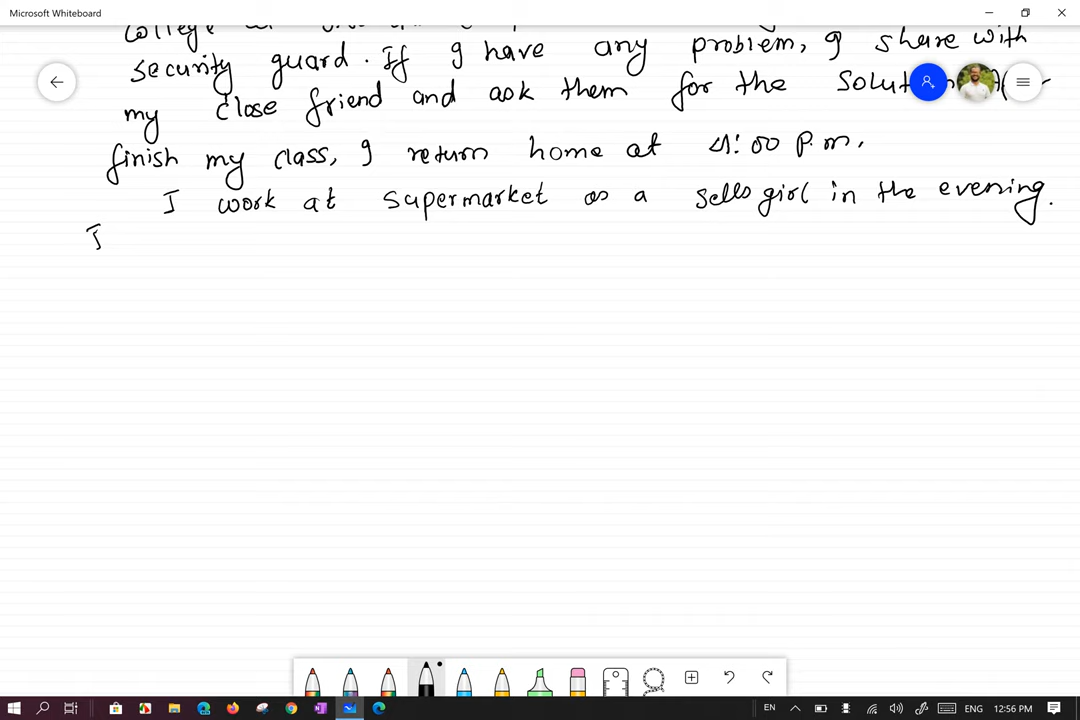 Microsoft Whiteboard
college
security guard. If I have any problem, I share with
my close friend and ask them for the
finish my class, I return home at 4:00 P.m.
I work at supermarket as a sells girl in the evening.
I
EN
ENG
12:56 PM